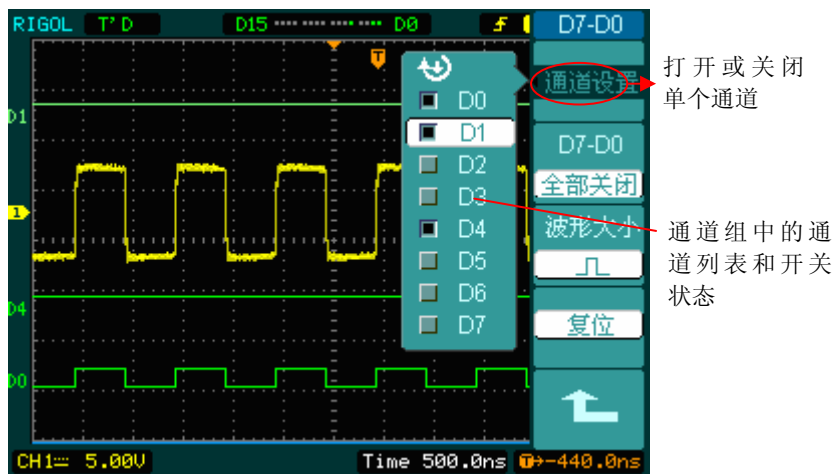 RIGOL T'D D15 D0 D7-D0
通道设置
打开或关闭
单个通道
D0
D1
D1
D7-D0
D2
全部关闭
D3
1
D4
波形大小
通道组中的通
道列表和开关
状态
D5
D6
D4
D7
复位
D0
CH1 5.00V Time 500.0ns T→-440.0ns